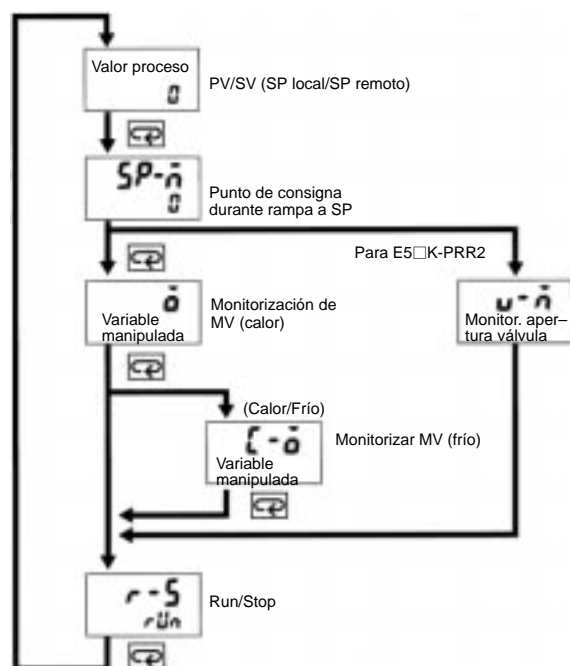 Valor proceso
0
PV/SV (SP local/SP remoto)
SP-m̄
0
Punto de consigna
durante rampa a SP
Para E5□K-PRR2
ō
Variable
manipulada
Monitorización de
MV (calor)
u-m̄
Monitor. aper–
tura válvula
(Calor/Frío)
C-ō
Variable
manipulada
Monitorizar MV (frío)
r-S
rUn
Run/Stop